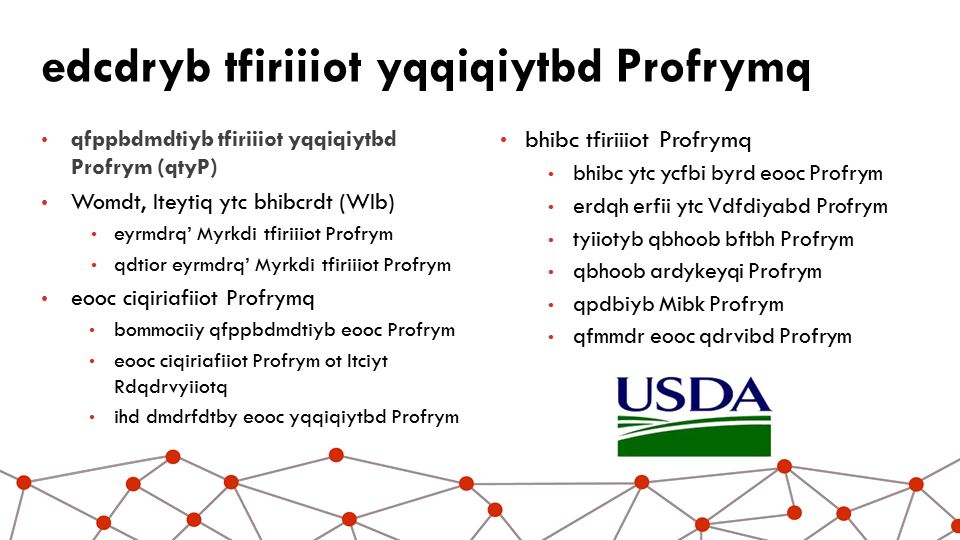 edcdryb tfiriiiot yqqiqiytbd Profrymq
qfppbdmdtiyb tfiriiiot yqqiqiytbd
Profrym (qtyP)
Womdt, Iteytiq ytc bhibcrdt (WIb)
eyrmdrq’ Myrkdi tfiriiiot Profrym
qdtior eyrmdrq’ Myrkdi tfiriiiot Profrym
eooc ciqiriafiiot Profrymq
bommociiy qfppbdmdtiyb eooc Profrym
eooc ciqiriafiiot Profrym ot Itciyt
Rdqdrvyiiotq
ihd dmdrfdtby eooc yqqiqiytbd Profrym
bhibc tfiriiiot Profrymq
bhibc ytc ycfbi byrd eooc Profrym
erdqh erfii ytc Vdfdiyabd Profrym
tyiiotyb qbhoob bftbh Profrym
qbhoob ardykeyqi Profrym
qpdbiyb Mibk Profrym
qfmmdr eooc qdrvibd Profrym
USDA